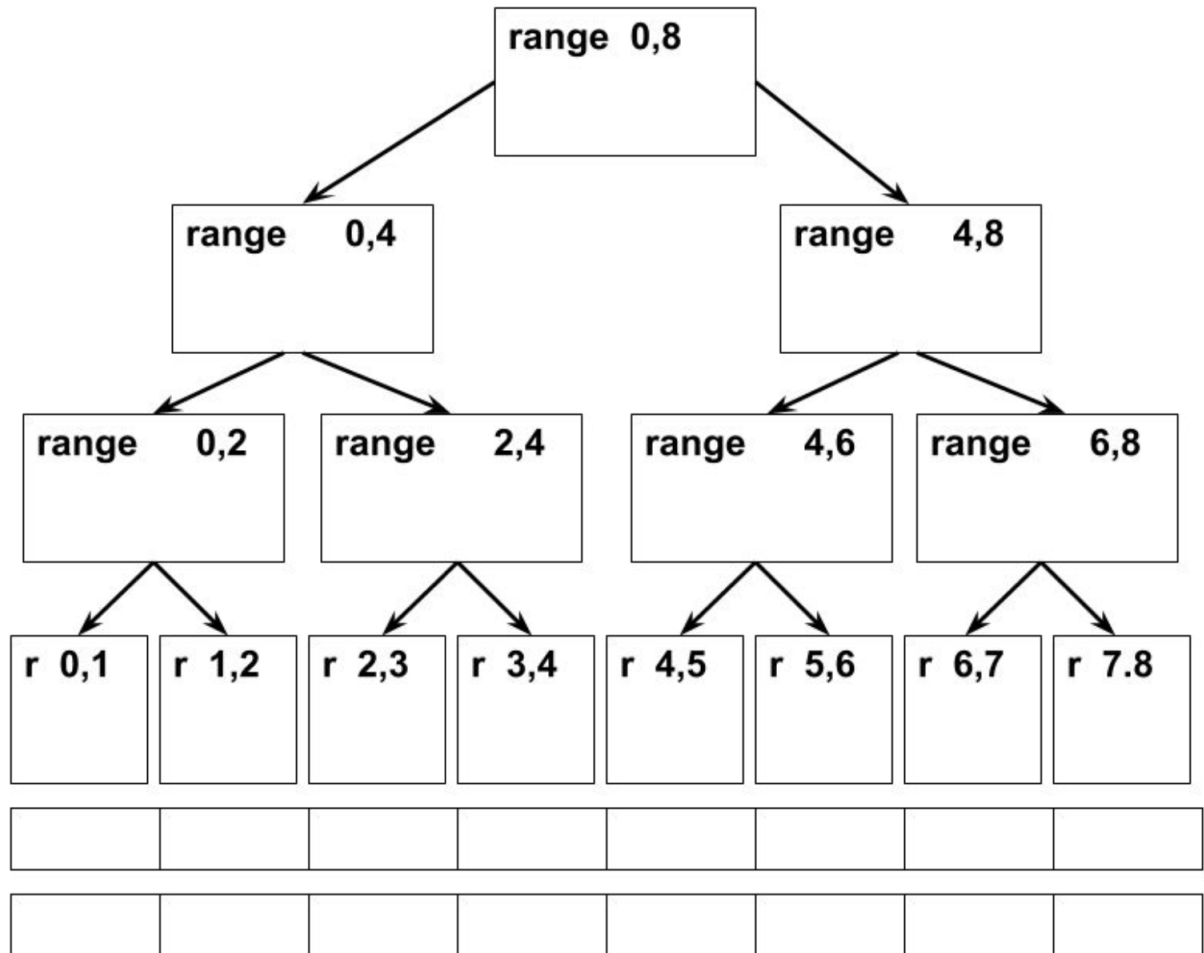 range 0,8
range 0,4
range 4,8
range 0,2
range 2,4
range 4,6
range 6,8
r 0,1
r 1,2
r 2,3
r 3,4
r 4,5
r 5,6
r 6,7
r 7.8